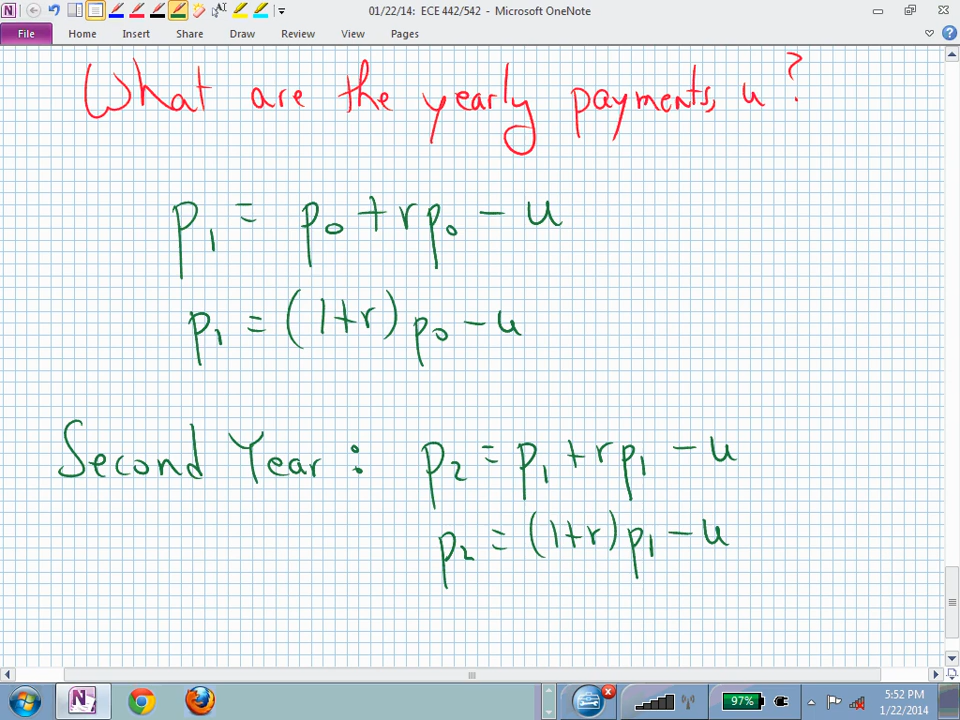 01/22/14: ECE 442/542 - Microsoft OneNote
File Home Insert Share Draw Review View Pages
What are the yearly payments, u ?
p₁ = p₀ + rp₀ - u
p₁ = (1+r)p₀ - u
Second Year: p₂ = p₁ + rp₁ - u
p₂ = (1+r)p₁ - u
97%
5:52 PM
1/22/2014